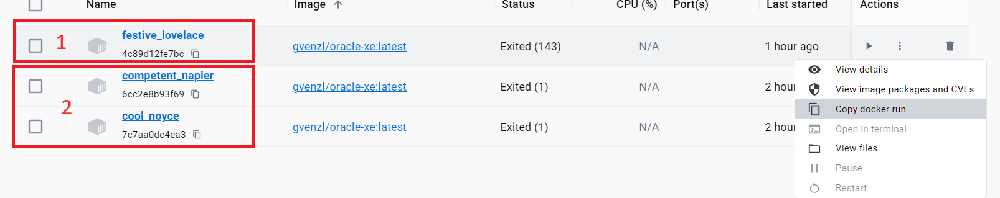 Name Image Status CPU (%) Port(s) Last started Actions
1
festive_lovelace
4c89d12fe7bc
gvenzl/oracle-xe:latest Exited (143) N/A 1 hour ago
2
competent_napier
6cc2e8b93f69
gvenzl/oracle-xe:latest Exited (1) N/A 2 hour
cool_noyce
7c7aa0dc4ea3
gvenzl/oracle-xe:latest Exited (1) N/A 2 hour
View details
View image packages and CVEs
Copy docker run
Open in terminal
View files
Pause
Restart